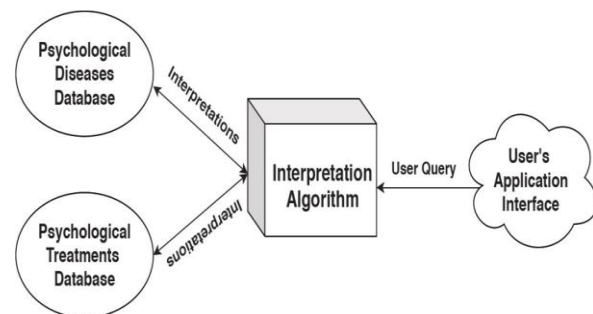 Psychological
Diseases
Database
Interpretations
Interpretation
Algorithm
User Query
User's
Application
Interface
Interpretations
Psychological
Treatments
Database